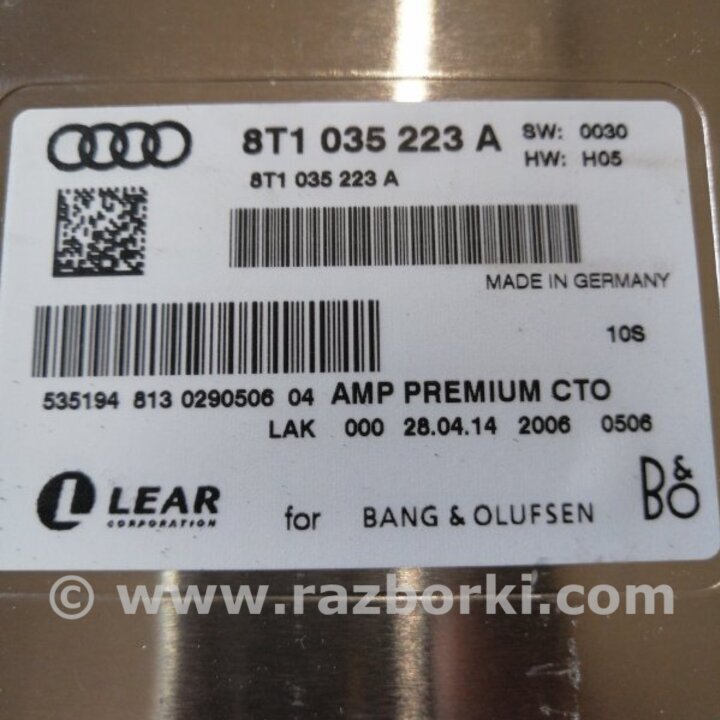 8T1 035 223 A SW: 0030
8T1 035 223 A HW: H05
MADE IN GERMANY
10S
535194 813 0290506 04 AMP PREMIUM CTO
LAK 000 28.04.14 2006 0506
LEAR
CORPORATION
for BANG & OLUFSEN B&O
© www.razborki.com